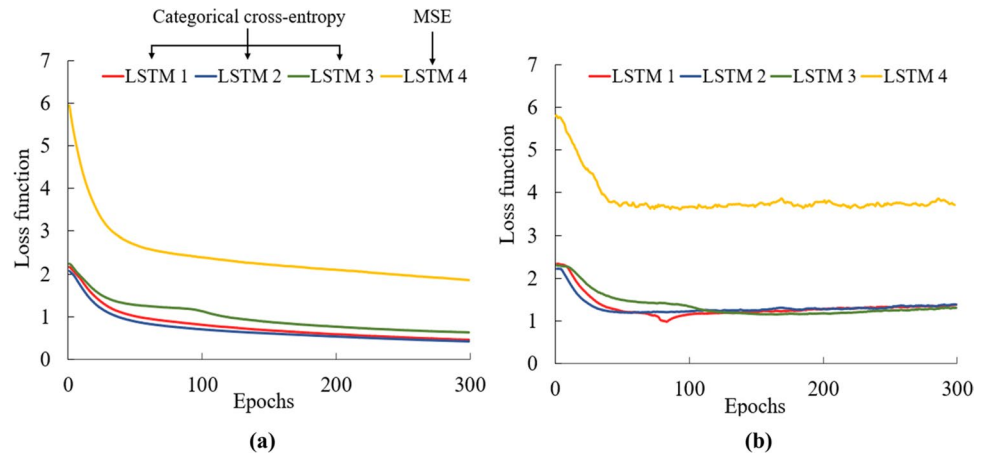 Categorical cross-entropy MSE
LSTM 1 LSTM 2 LSTM 3 LSTM 4
7
6
5
4
3
2
1
0
Loss function
0 100 200 300
Epochs
(a)
LSTM 1 LSTM 2 LSTM 3 LSTM 4
7
6
5
4
3
2
1
0
Loss function
0 100 200 300
Epochs
(b)